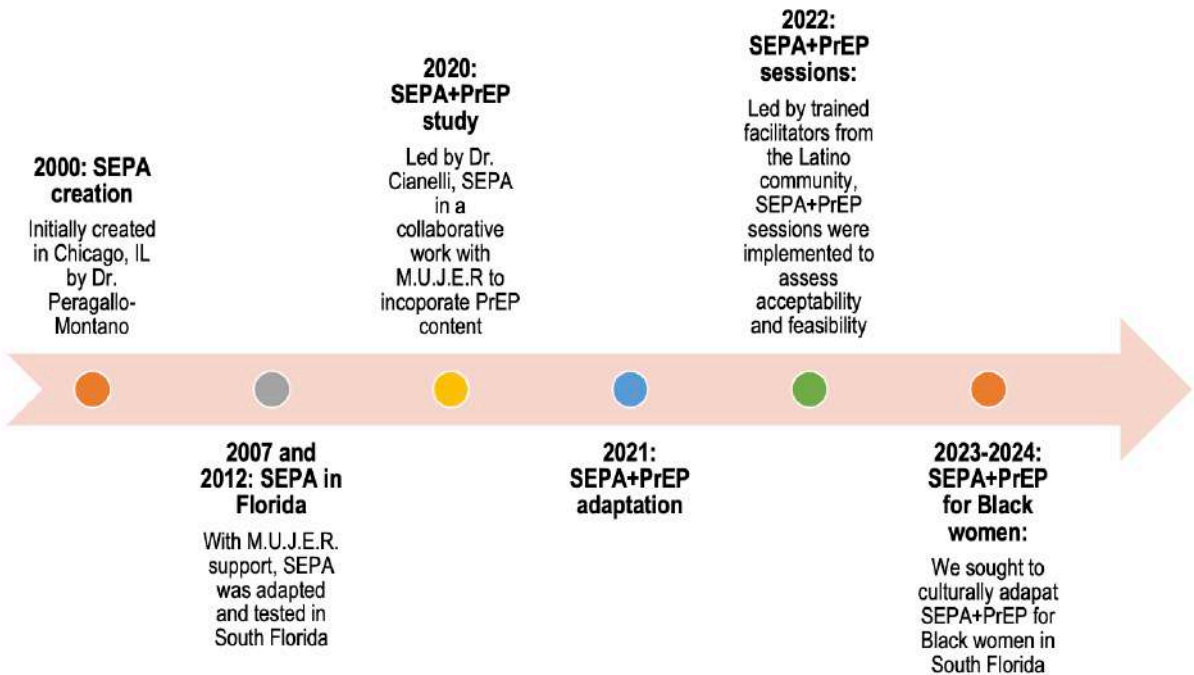 2000: SEPA
creation
Initially created
in Chicago, IL
by Dr.
Peragallo-
Montano
2007 and
2012: SEPA in
Florida
With M.U.J.E.R.
support, SEPA
was adapted
and tested in
South Florida
2020:
SEPA+PrEP
study
Led by Dr.
Cianelli, SEPA
in a
collaborative
work with
M.U.J.E.R to
incoporate PrEP
content
2021:
SEPA+PrEP
adaptation
2022:
SEPA+PrEP
sessions:
Led by trained
facilitators from
the Latino
community,
SEPA+PrEP
sessions were
implemented to
assess
acceptability
and feasibility
2023-2024:
SEPA+PrEP
for Black
women:
We sought to
culturally adapat
SEPA+PrEP for
Black women in
South Florida